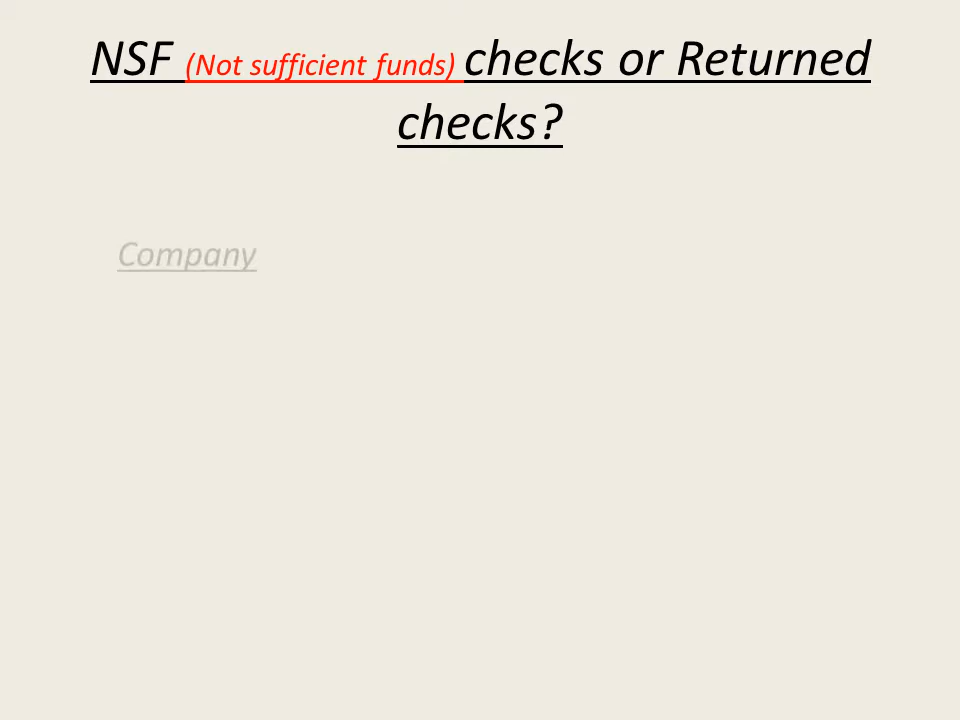 NSF (Not sufficient funds) checks or Returned
checks?
Company